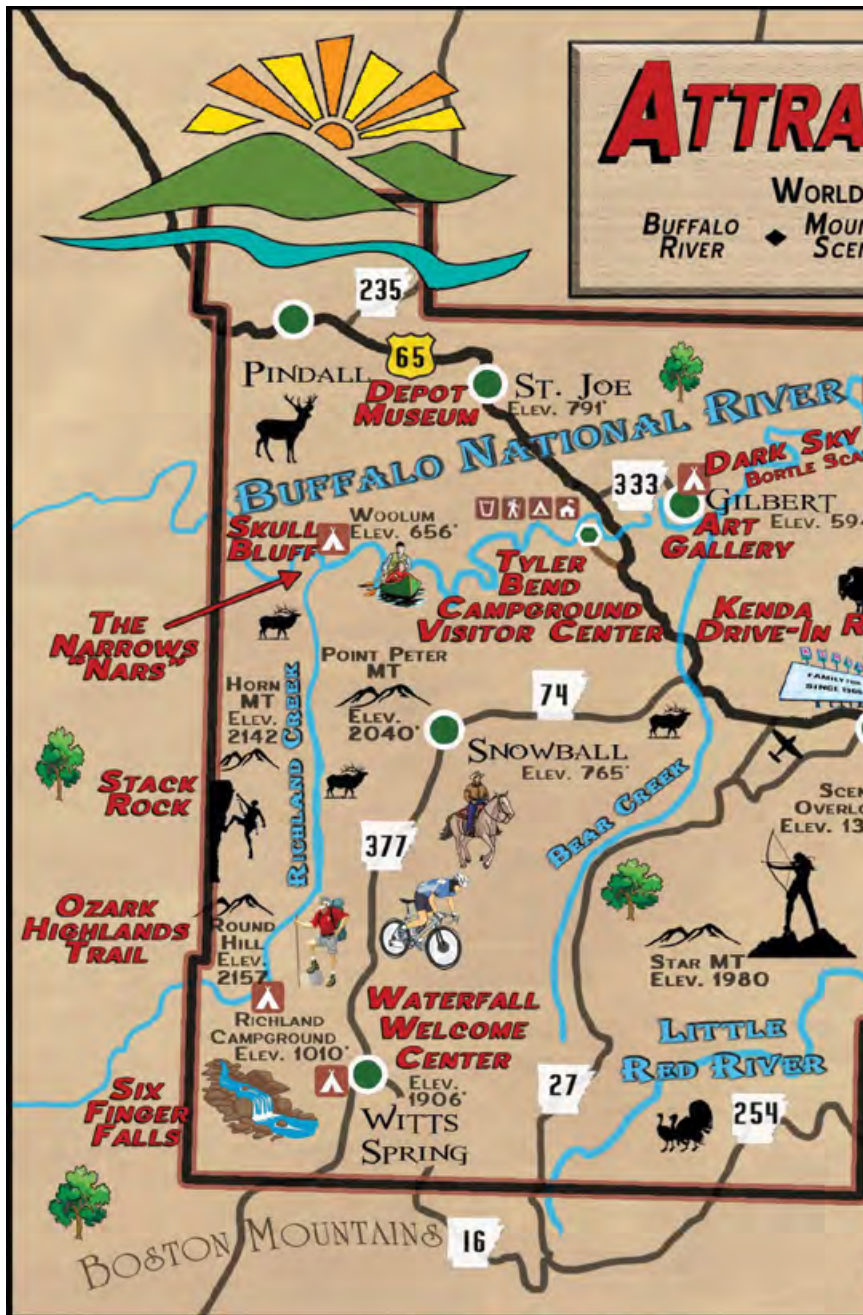 ATTRA
WORLD
BUFFALO
RIVER
MOUN
SCEN
235
65
PINDALL
DEPOT
MUSEUM
ST. JOE
ELEV. 791'
BUFFALO NATIONAL RIVER
DARK SKY
BORTLE SCA
333
GILBERT
ELEV. 594
ART
GALLERY
SKULL
BLUFF
WOOLUM
ELEV. 656'
TYLER
BEND
CAMPGROUND
VISITOR CENTER
KENDA
DRIVE-IN
R
THE
NARROWS
"NARS"
POINT PETER
MT
ELEV.
2040'
HORN
MT
ELEV.
2142
RICHLAND CREEK
74
SNOWBALL
ELEV. 765'
SINCE
STACK
ROCK
377
BEAR CREEK
SCEN
OVERLO
ELEV. 13
OZARK
HIGHLANDS
TRAIL
ROUND
HILL
ELEV.
2157
STAR MT
ELEV. 1980
RICHLAND
CAMPGROUND
ELEV. 1010'
WATERFALL
WELCOME
CENTER
ELEV.
1906'
WITTS
SPRING
LITTLE
RED RIVER
27
254
SIX
FINGER
FALLS
BOSTON MOUNTAINS
16